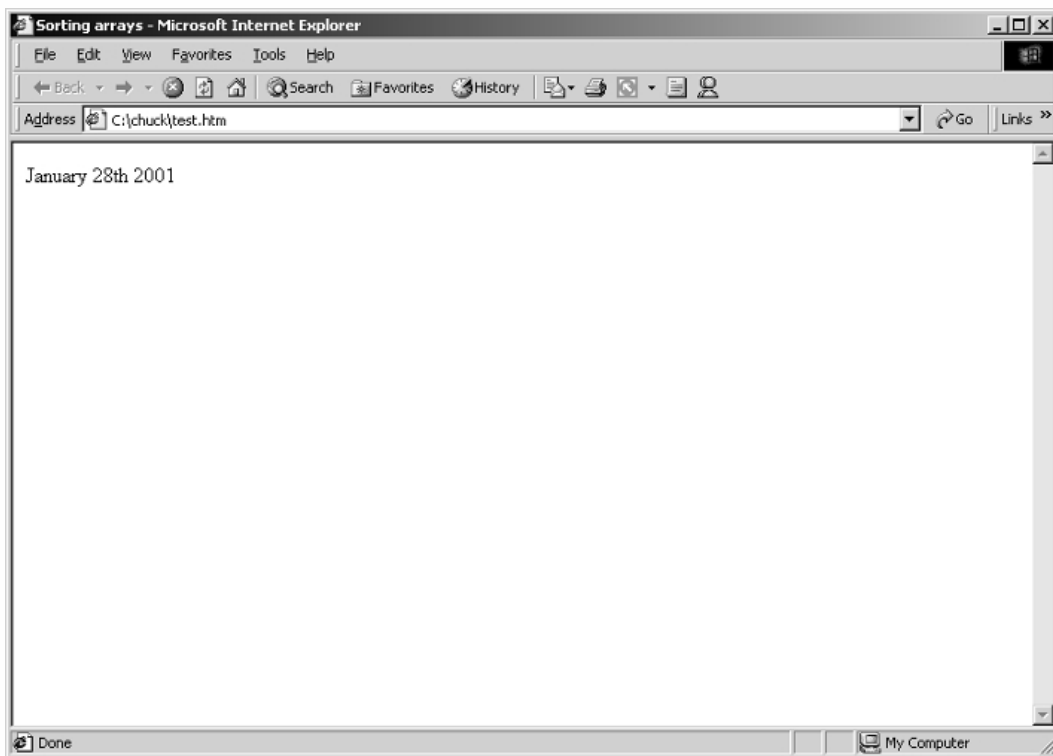 Sorting arrays - Microsoft Internet Explorer
File Edit View Favorites Tools Help
Back Search Favorites History
Address C:\chuck\test.htm Go Links »
January 28th 2001
Done My Computer